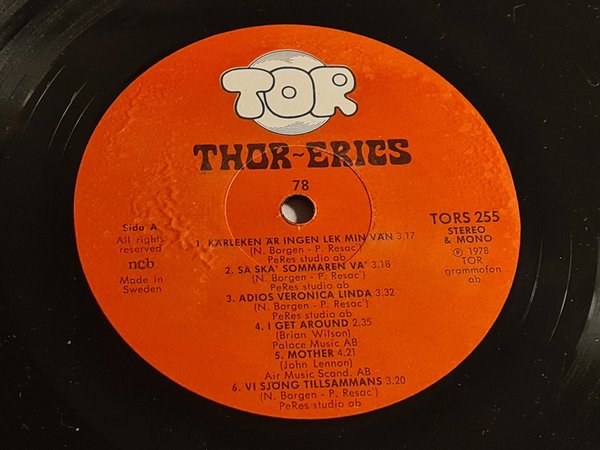 TOR
THOR-ERICS
78
Side A
All rights
reserved
ncb
Made in
Sweden
TORS 255
STEREO
& MONO
℗ 1978
TOR
grammofon
ab
1. KÄRLEKEN ÄR INGEN LEK MIN VÄN 3.17
(N. Borgen - P. Resac')
PeRes studio ab
2. SÅ SKA' SOMMAREN VA' 3.18
(N. Borgen - P. Resac')
PeRes studio ab
3. ADIOS VERONICA LINDA 3.32
(N. Borgen - P. Resac')
PeRes studio ab
4. I GET AROUND 2.35
(Brian Wilson)
Palace Music AB
5. MOTHER 4.21
(John Lennon)
Air Music Scand. AB
6. VI SJÖNG TILLSAMMANS 3.20
(N. Borgen - P. Resac')
PeRes studio ab